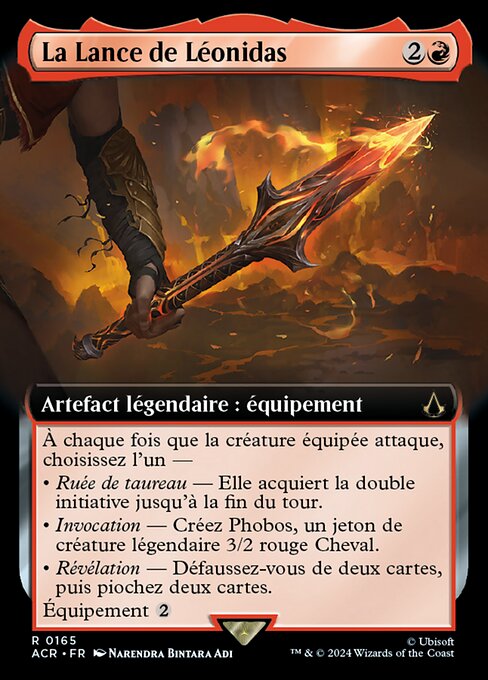 La Lance de Léonidas 2
Artefact légendaire : équipement
À chaque fois que la créature équipée attaque,
choisissez l'un —
• Ruée de taureau — Elle acquiert la double
initiative jusqu'à la fin du tour.
• Invocation — Créez Phobos, un jeton de
créature légendaire 3/2 rouge Cheval.
• Révélation — Défaussez-vous de deux cartes,
puis piochez deux cartes.
Équipement 2
R 0165
ACR • FR Narendra Bintara Adi
© Ubisoft
™ & © 2024 Wizards of the Coast